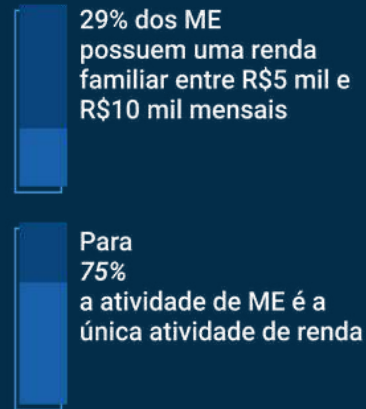 29% dos ME
possuem uma renda
familiar entre R$5 mil e
R$10 mil mensais
Para
75%
a atividade de ME é a
única atividade de renda